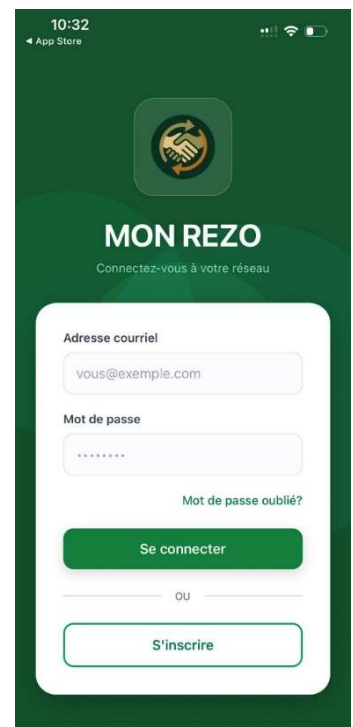 10:32
◀ App Store
MON REZO
Connectez-vous à votre réseau
Adresse courriel
vous@exemple.com
Mot de passe
••••••••
Mot de passe oublié?
Se connecter
OU
S'inscrire